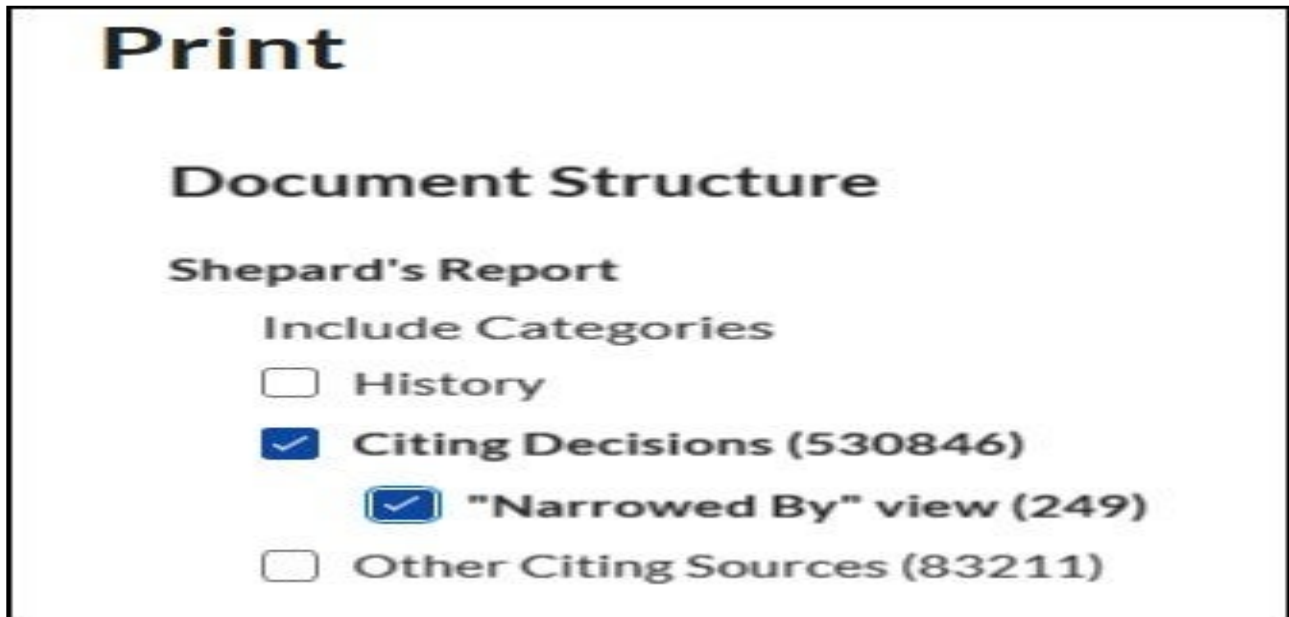 Print
Document Structure
Shepard's Report
Include Categories
History
Citing Decisions (530846)
"Narrowed By" view (249)
Other Citing Sources (83211)